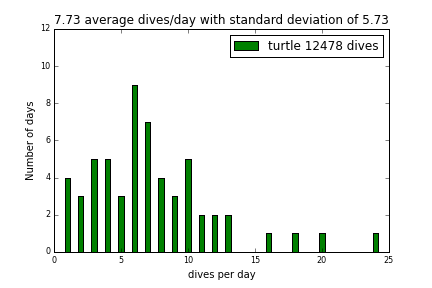 7.73 average dives/day with standard deviation of 5.73
12
10
8
6
4
2
0
Number of days
turtle 12478 dives
0 5 10 15 20 25
dives per day